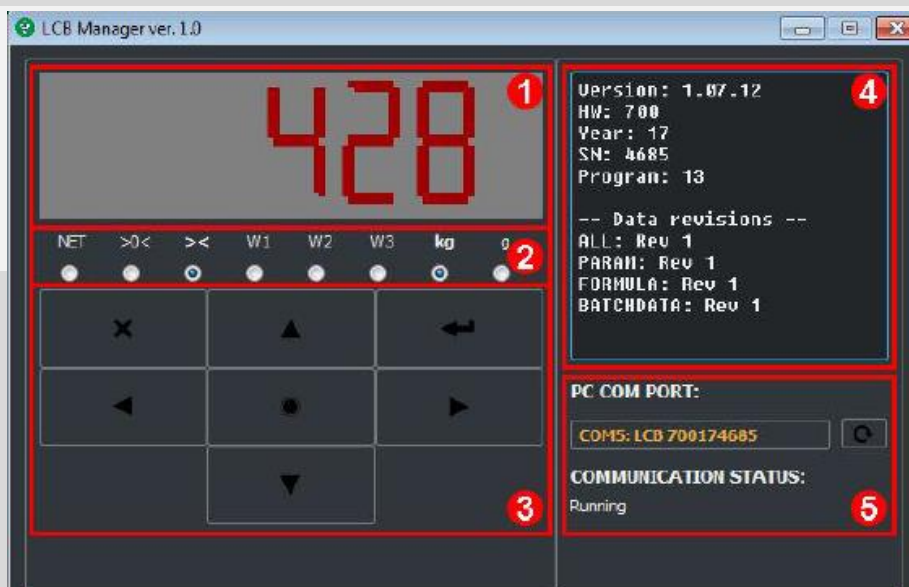 LCB Manager ver. 1.0
428
1
NET >0< >< W1 W2 W3 kg g
2
3
Version: 1.07.12
4
HW: 700
Year: 17
SN: 4685
Program: 13
-- Data revisions --
ALL: Rev 1
PARAM: Rev 1
FORMULA: Rev 1
BATCHDATA: Rev 1
PC COM PORT:
COM5: LCB 700174685
COMMUNICATION STATUS:
Running
5